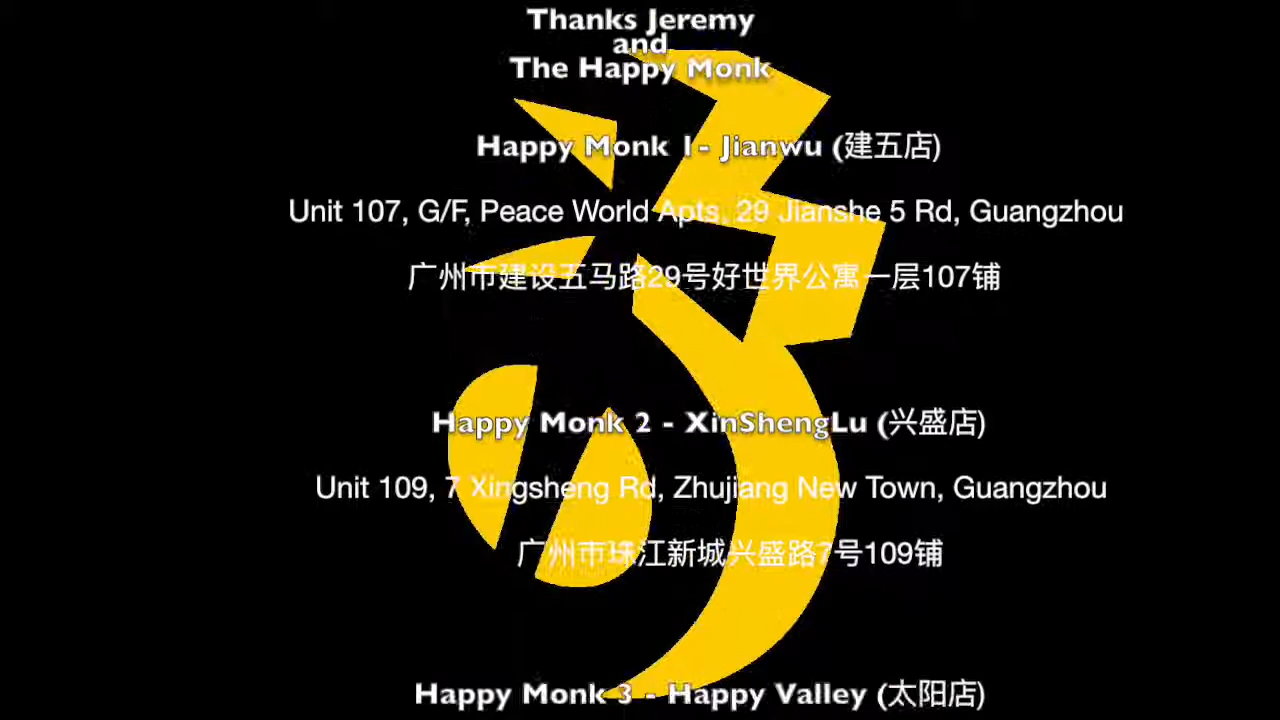 Thanks Jeremy
and
The Happy Monk
Happy Monk 1- Jianwu (建五店)
Unit 107, G/F, Peace World Apts, 29 Jianshe 5 Rd, Guangzhou
广州市建设五马路29号好世界公寓一层107铺
Happy Monk 2 - XinShengLu (兴盛店)
Unit 109, 7 Xingsheng Rd, Zhujiang New Town, Guangzhou
广州市珠江新城兴盛路7号109铺
Happy Monk 3 - Happy Valley (太阳店)